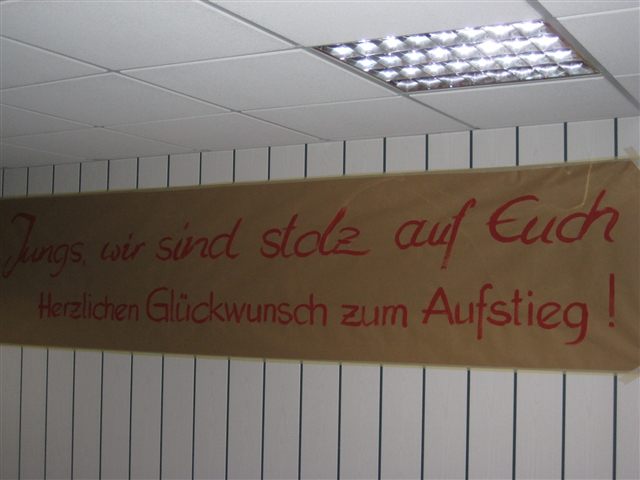 Jungs, wir sind stolz auf Euch
Herzlichen Glückwunsch zum Aufstieg !